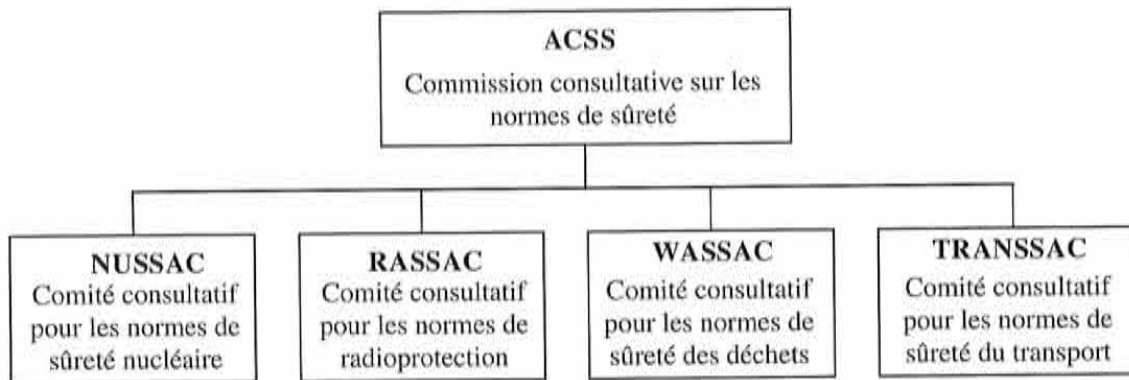 ACSS
Commission consultative sur les
normes de sûreté
NUSSAC
Comité consultatif
pour les normes de
sûreté nucléaire
RASSAC
Comité consultatif
pour les normes de
radioprotection
WASSAC
Comité consultatif
pour les normes de
sûreté des déchets
TRANSSAC
Comité consultatif
pour les normes de
sûreté du transport